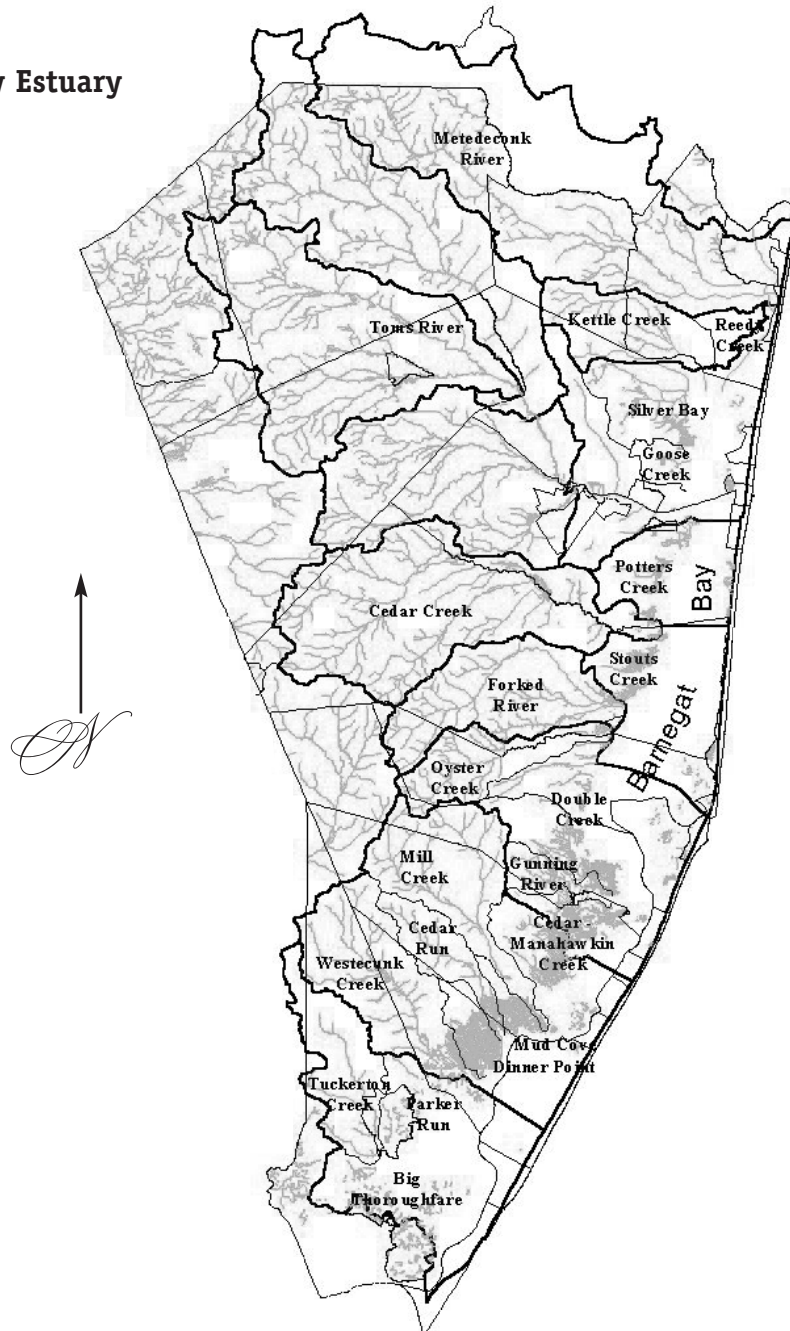 Estuary
Metedeconk
River
Toms River
Kettle Creek
Reedy
Creek
Silver Bay
Goose
Creek
Potters
Creek
Bay
Cedar Creek
Stouts
Creek
Forked
River
Barnegat
Oyster
Creek
Double
Creek
Mill
Creek
Gunning
River
Cedar
Run
Cedar
Manahawkin
Creek
Westecunk
Creek
Mud Cove
Dinner Point
Tuckerton
Creek
Parker
Run
Big
Thoroughfare
N